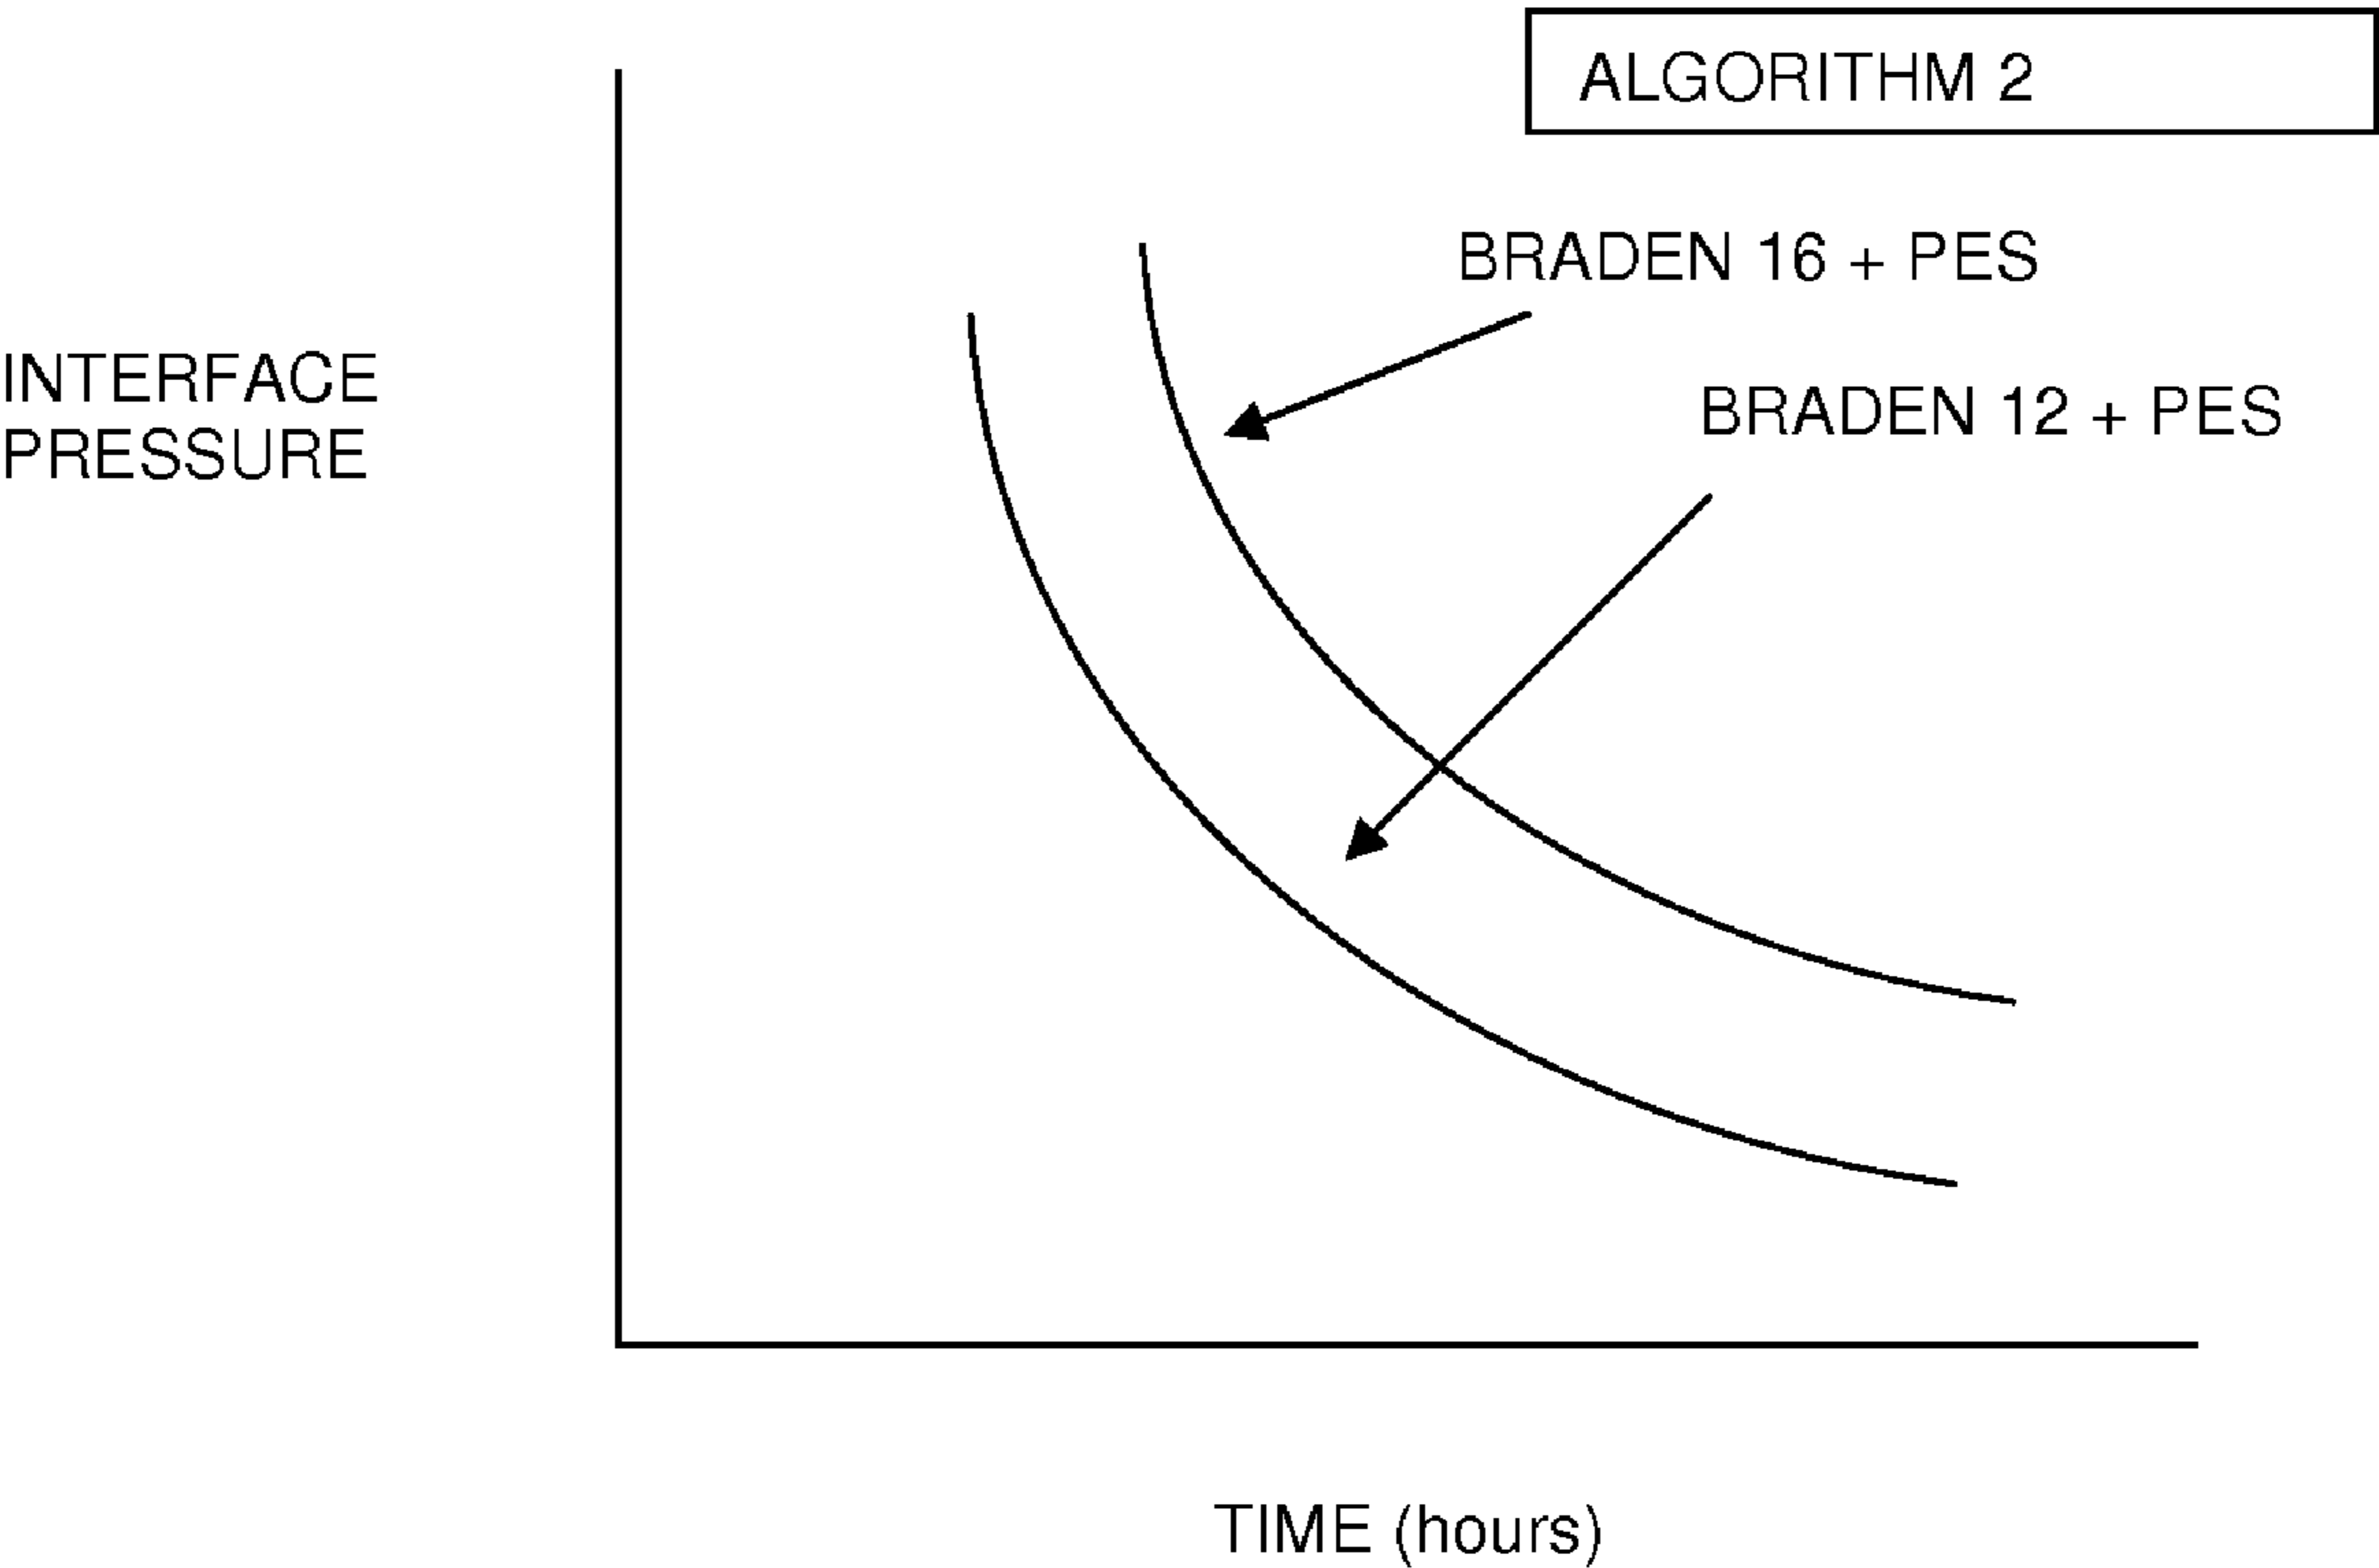 ALGORITHM 2
BRADEN 16 + PES
INTERFACE
PRESSURE
BRADEN 12 + PES
TIME (hours)